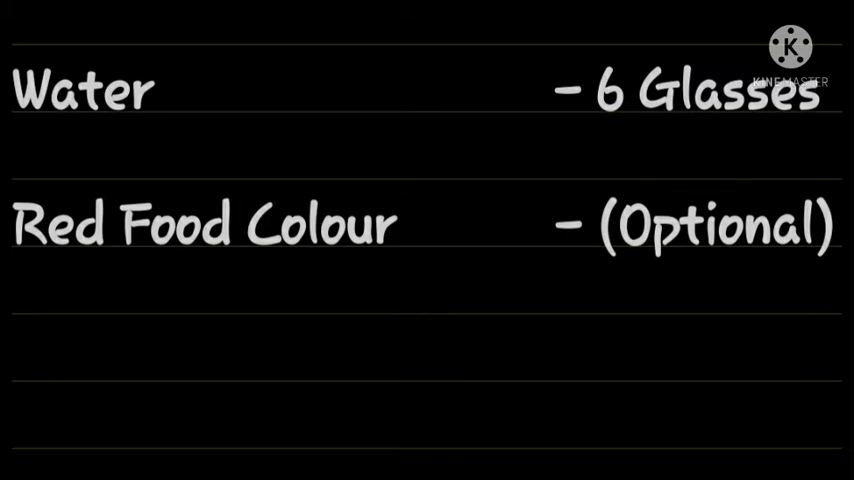 K
KINEMASTER
Water - 6 Glasses
Red Food Colour - (Optional)